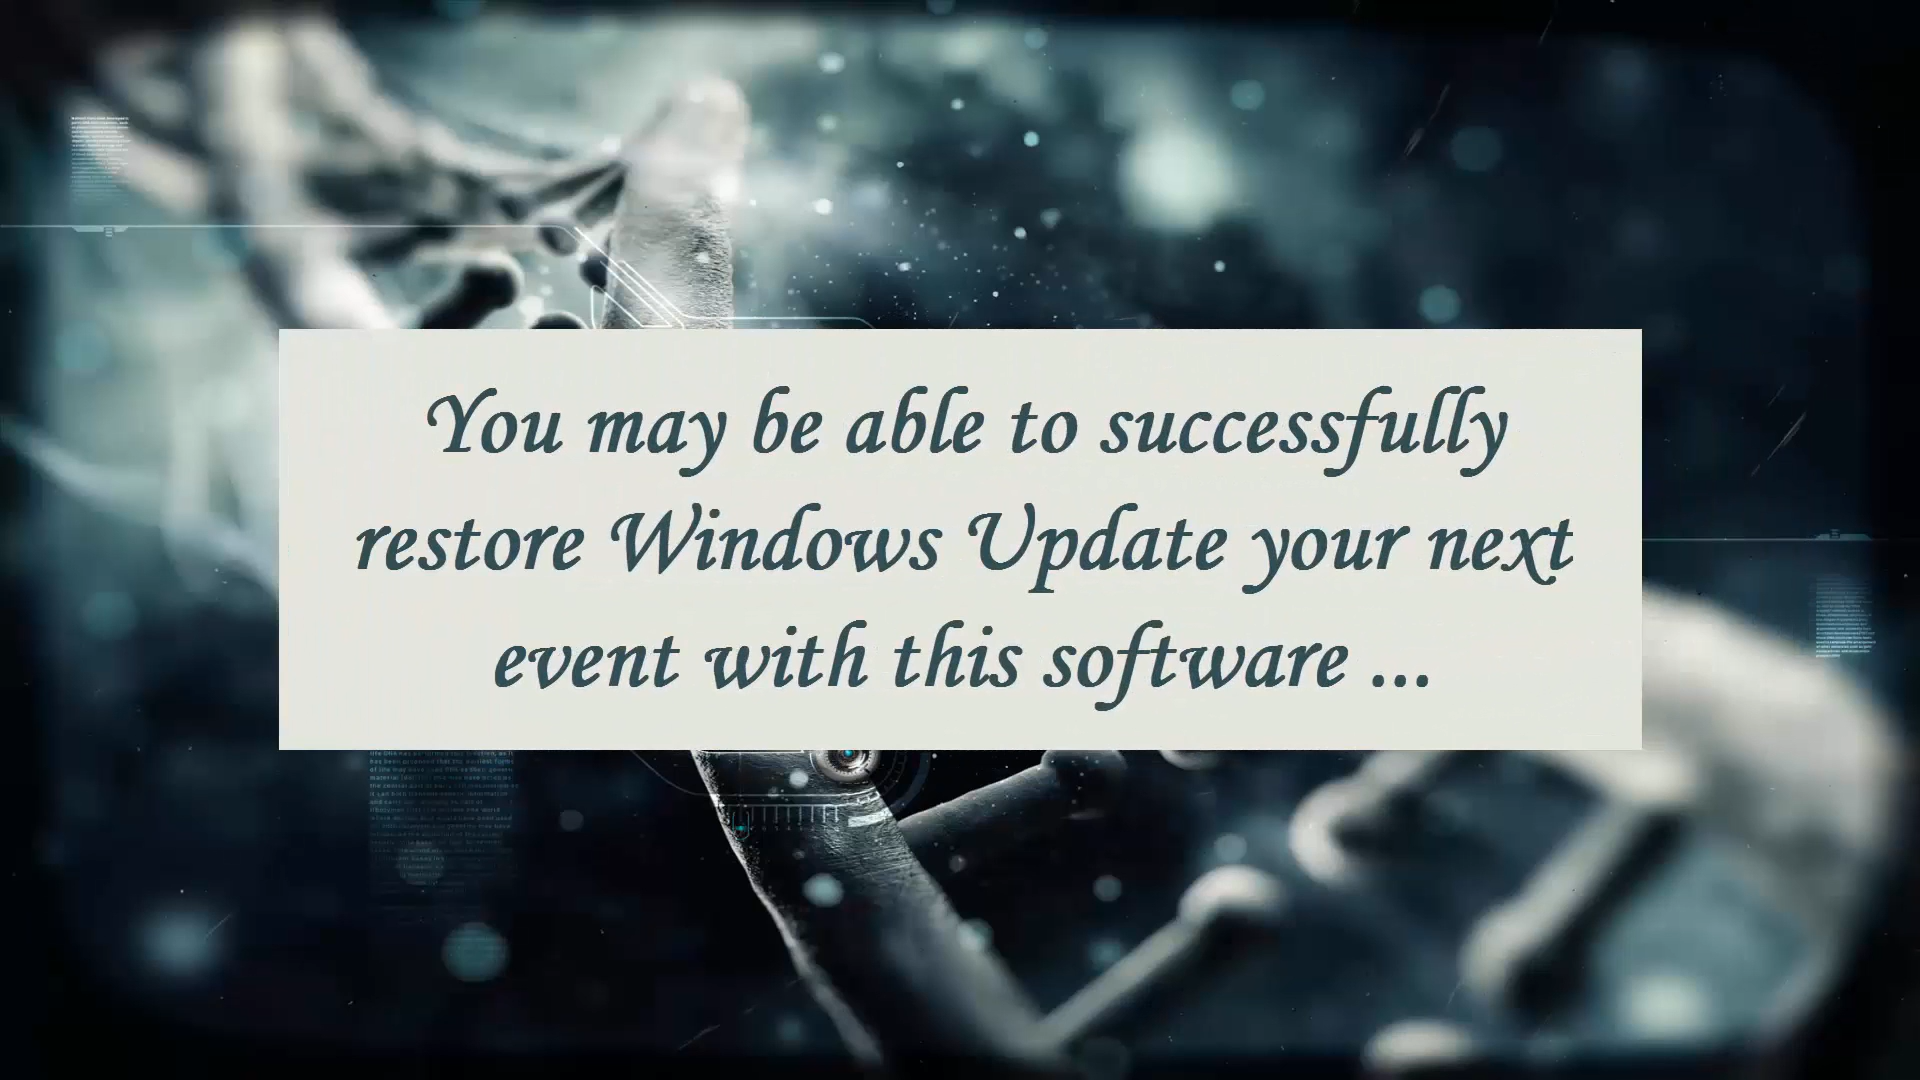 You may be able to successfully
restore Windows Update your next
event with this software ...